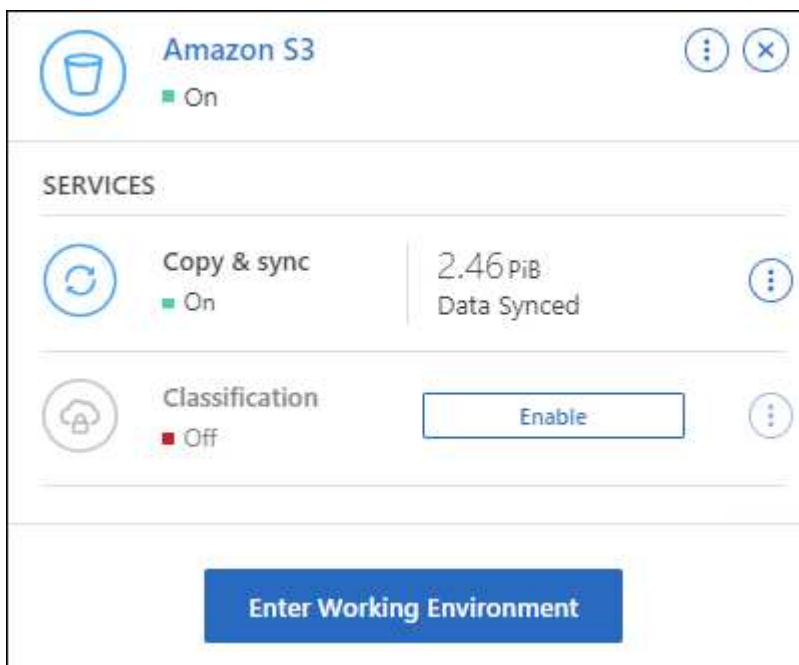 Amazon S3
On
SERVICES
Copy & sync
On
2.46 PiB
Data Synced
Classification
Off
Enable
Enter Working Environment